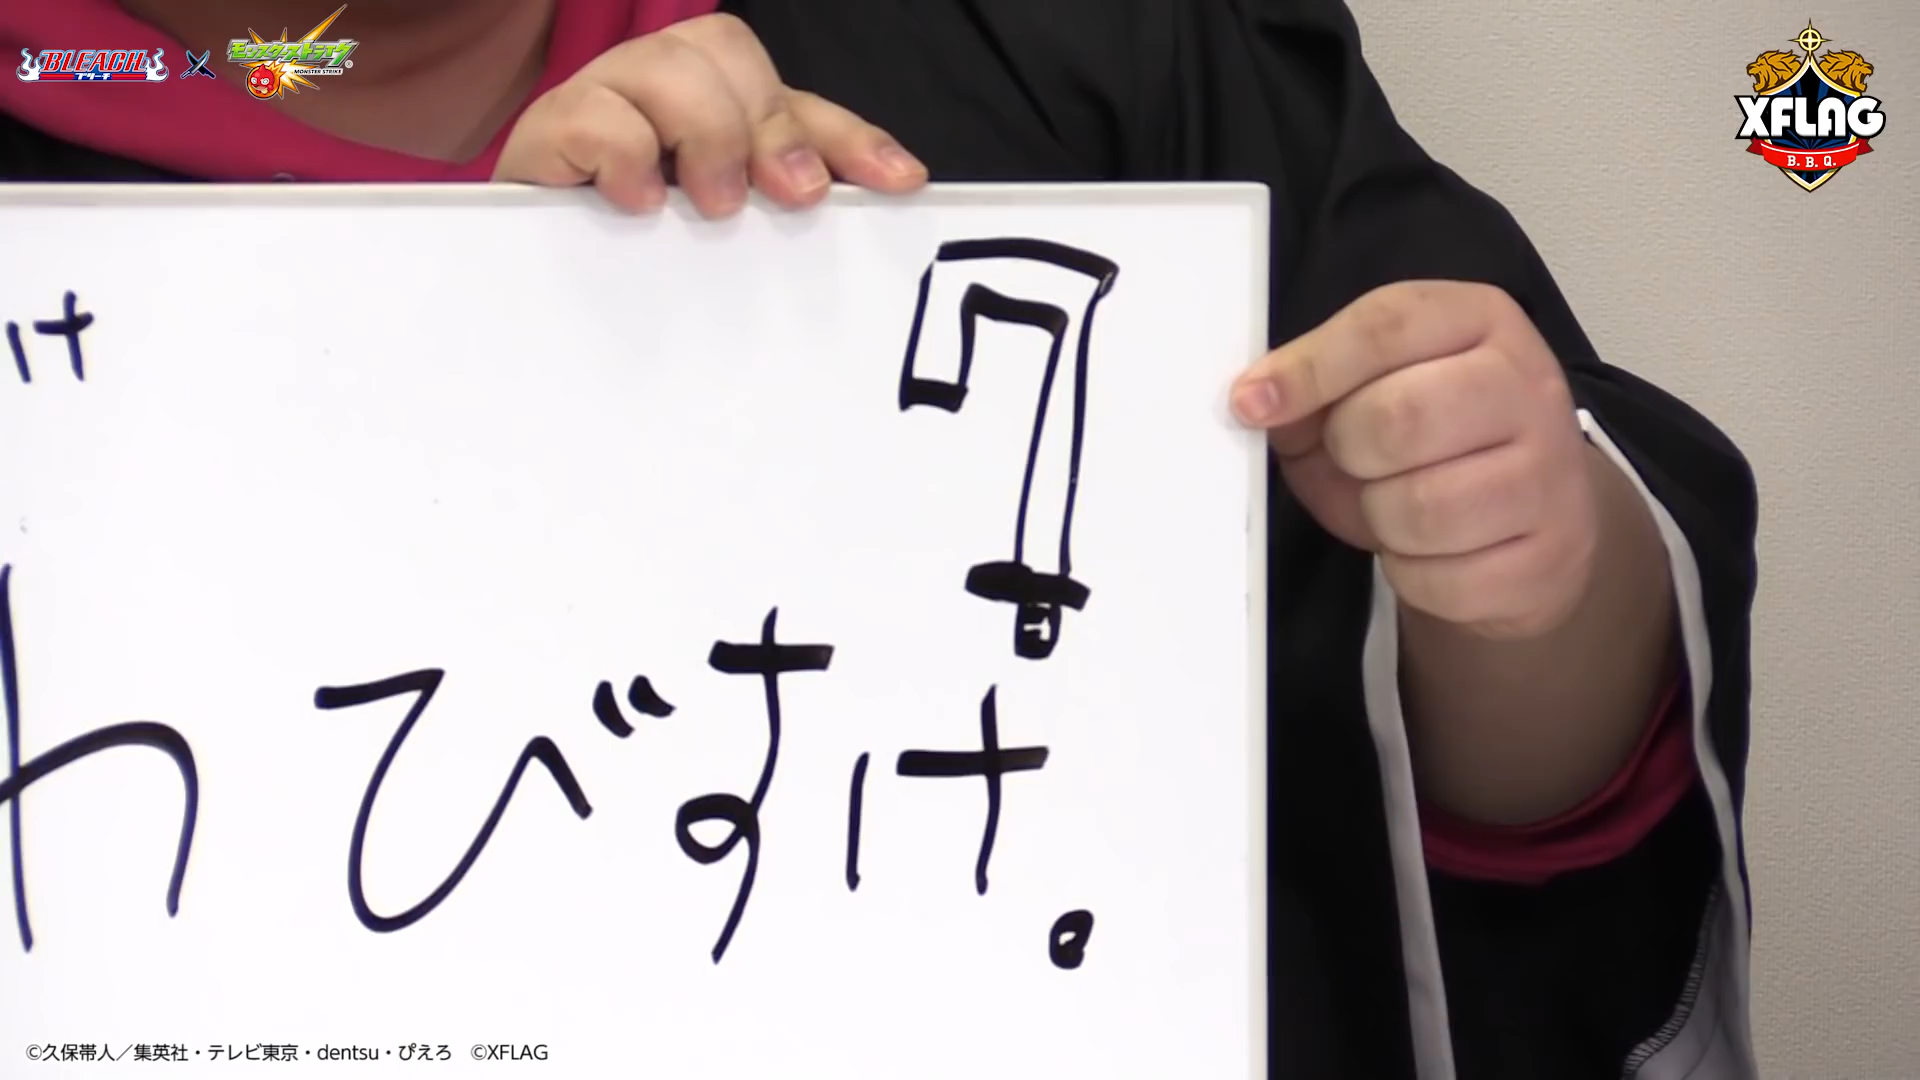 BLEACH
ブリーチ
モンスターストライク
MONSTER STRIKE
XFLAG
B. B. Q.
け
わびすけ。
©久保帯人／集英社・テレビ東京・dentsu・ぴえろ ©XFLAG